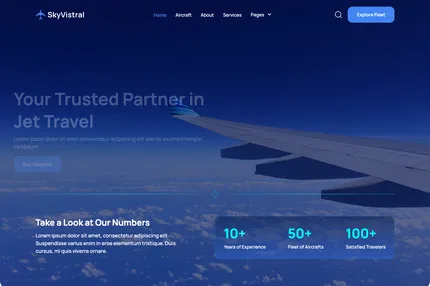 SkyVistral
Home Aircraft About Services Pages
Explore Fleet
Your Trusted Partner in
Jet Travel
Lorem ipsum dolor sit amet consectetur adipiscing elit sed do eiusmod tempor
incididunt.
Take a Look at Our Numbers
Lorem ipsum dolor sit amet, consectetur adipiscing elit.
Suspendisse varius enim in eros elementum tristique. Duis
cursus, mi quis viverra ornare.
10+ 50+ 100+
Years of Experience Fleet of Aircrafts Satisfied Travelers